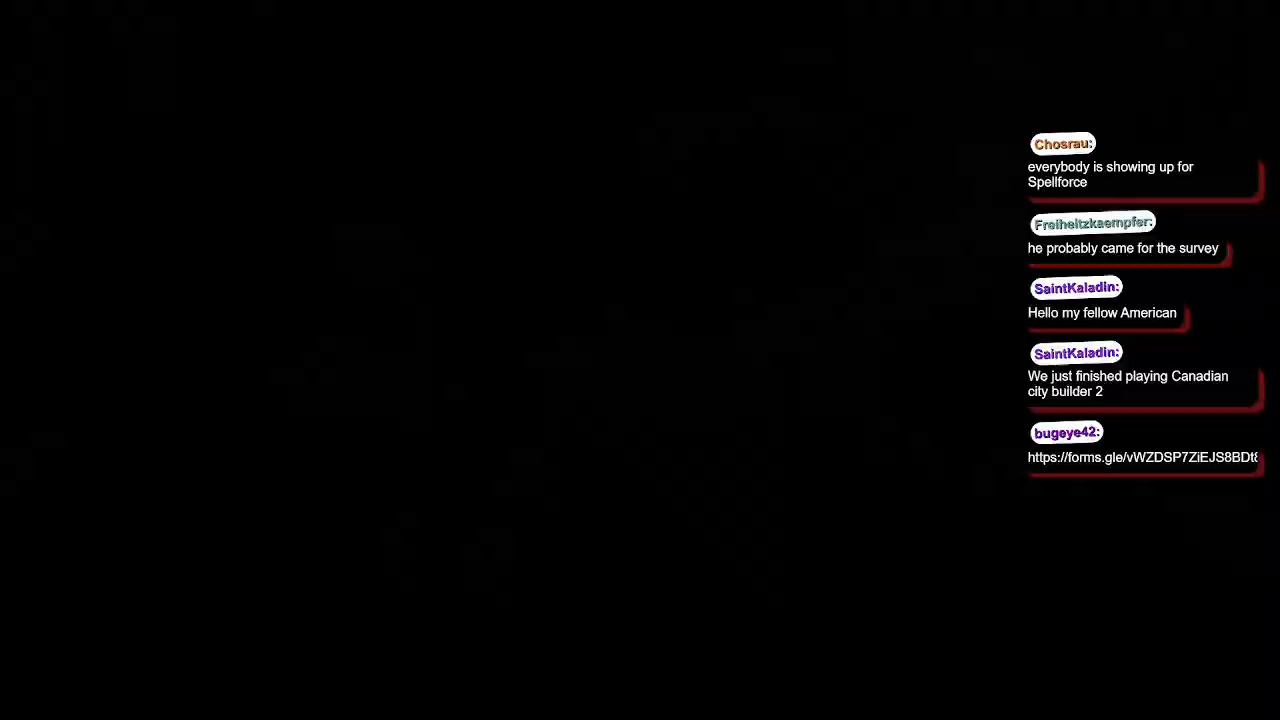 Chosrau:
everybody is showing up for
Spellforce
Freiheitzkaempfer:
he probably came for the survey
SaintKaladin:
Hello my fellow American
SaintKaladin:
We just finished playing Canadian
city builder 2
bugeye42:
https://forms.gle/vWZDSP7ZiEJS8BDt8